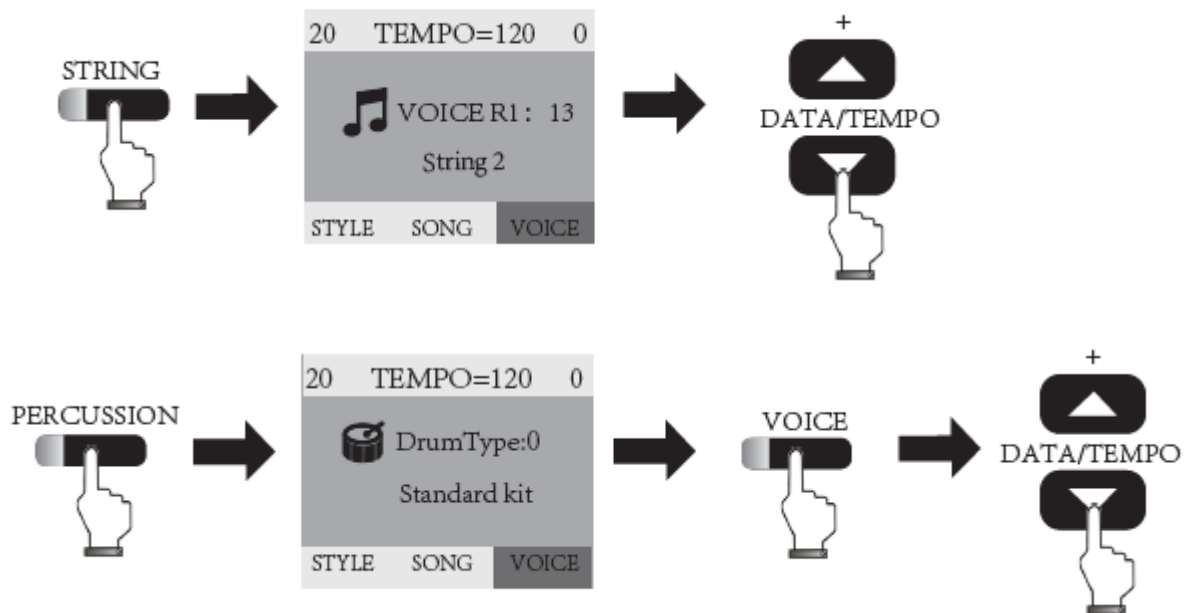 STRING
20 TEMPO=120 0
VOICE R1: 13
String 2
STYLE SONG VOICE
+
DATA/TEMPO
PERCUSSION
20 TEMPO=120 0
DrumType:0
Standard kit
STYLE SONG VOICE
VOICE
+
DATA/TEMPO